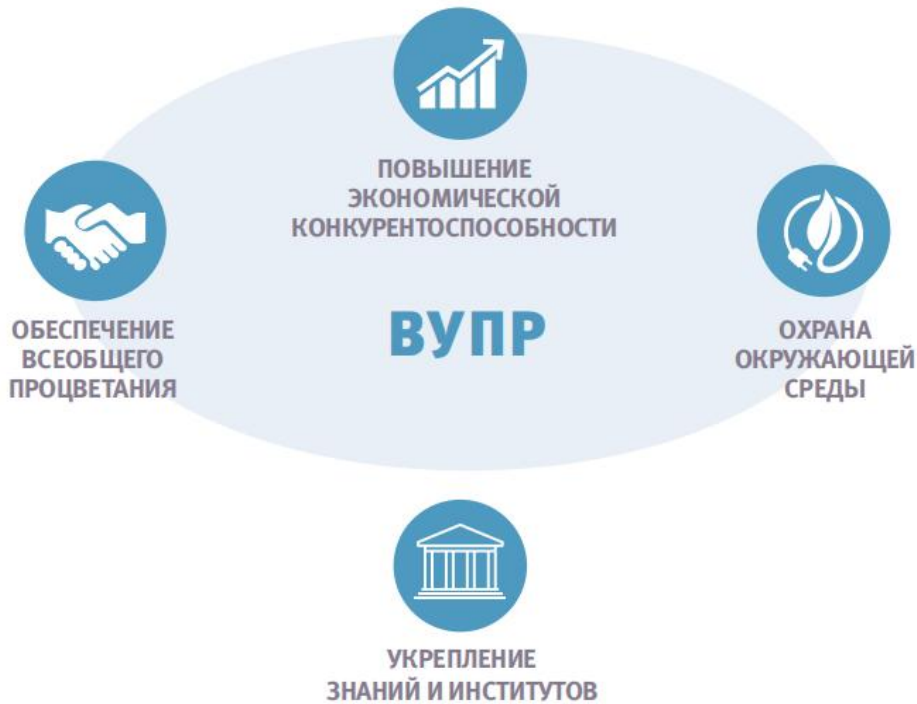 ПОВЫШЕНИЕ
ЭКОНОМИЧЕСКОЙ
КОНКУРЕНТОСПОСОБНОСТИ
ОБЕСПЕЧЕНИЕ
ВСЕОБЩЕГО
ПРОЦВЕТАНИЯ
ВУПР
ОХРАНА
ОКРУЖАЮЩЕЙ
СРЕДЫ
УКРЕПЛЕНИЕ
ЗНАНИЙ И ИНСТИТУТОВ